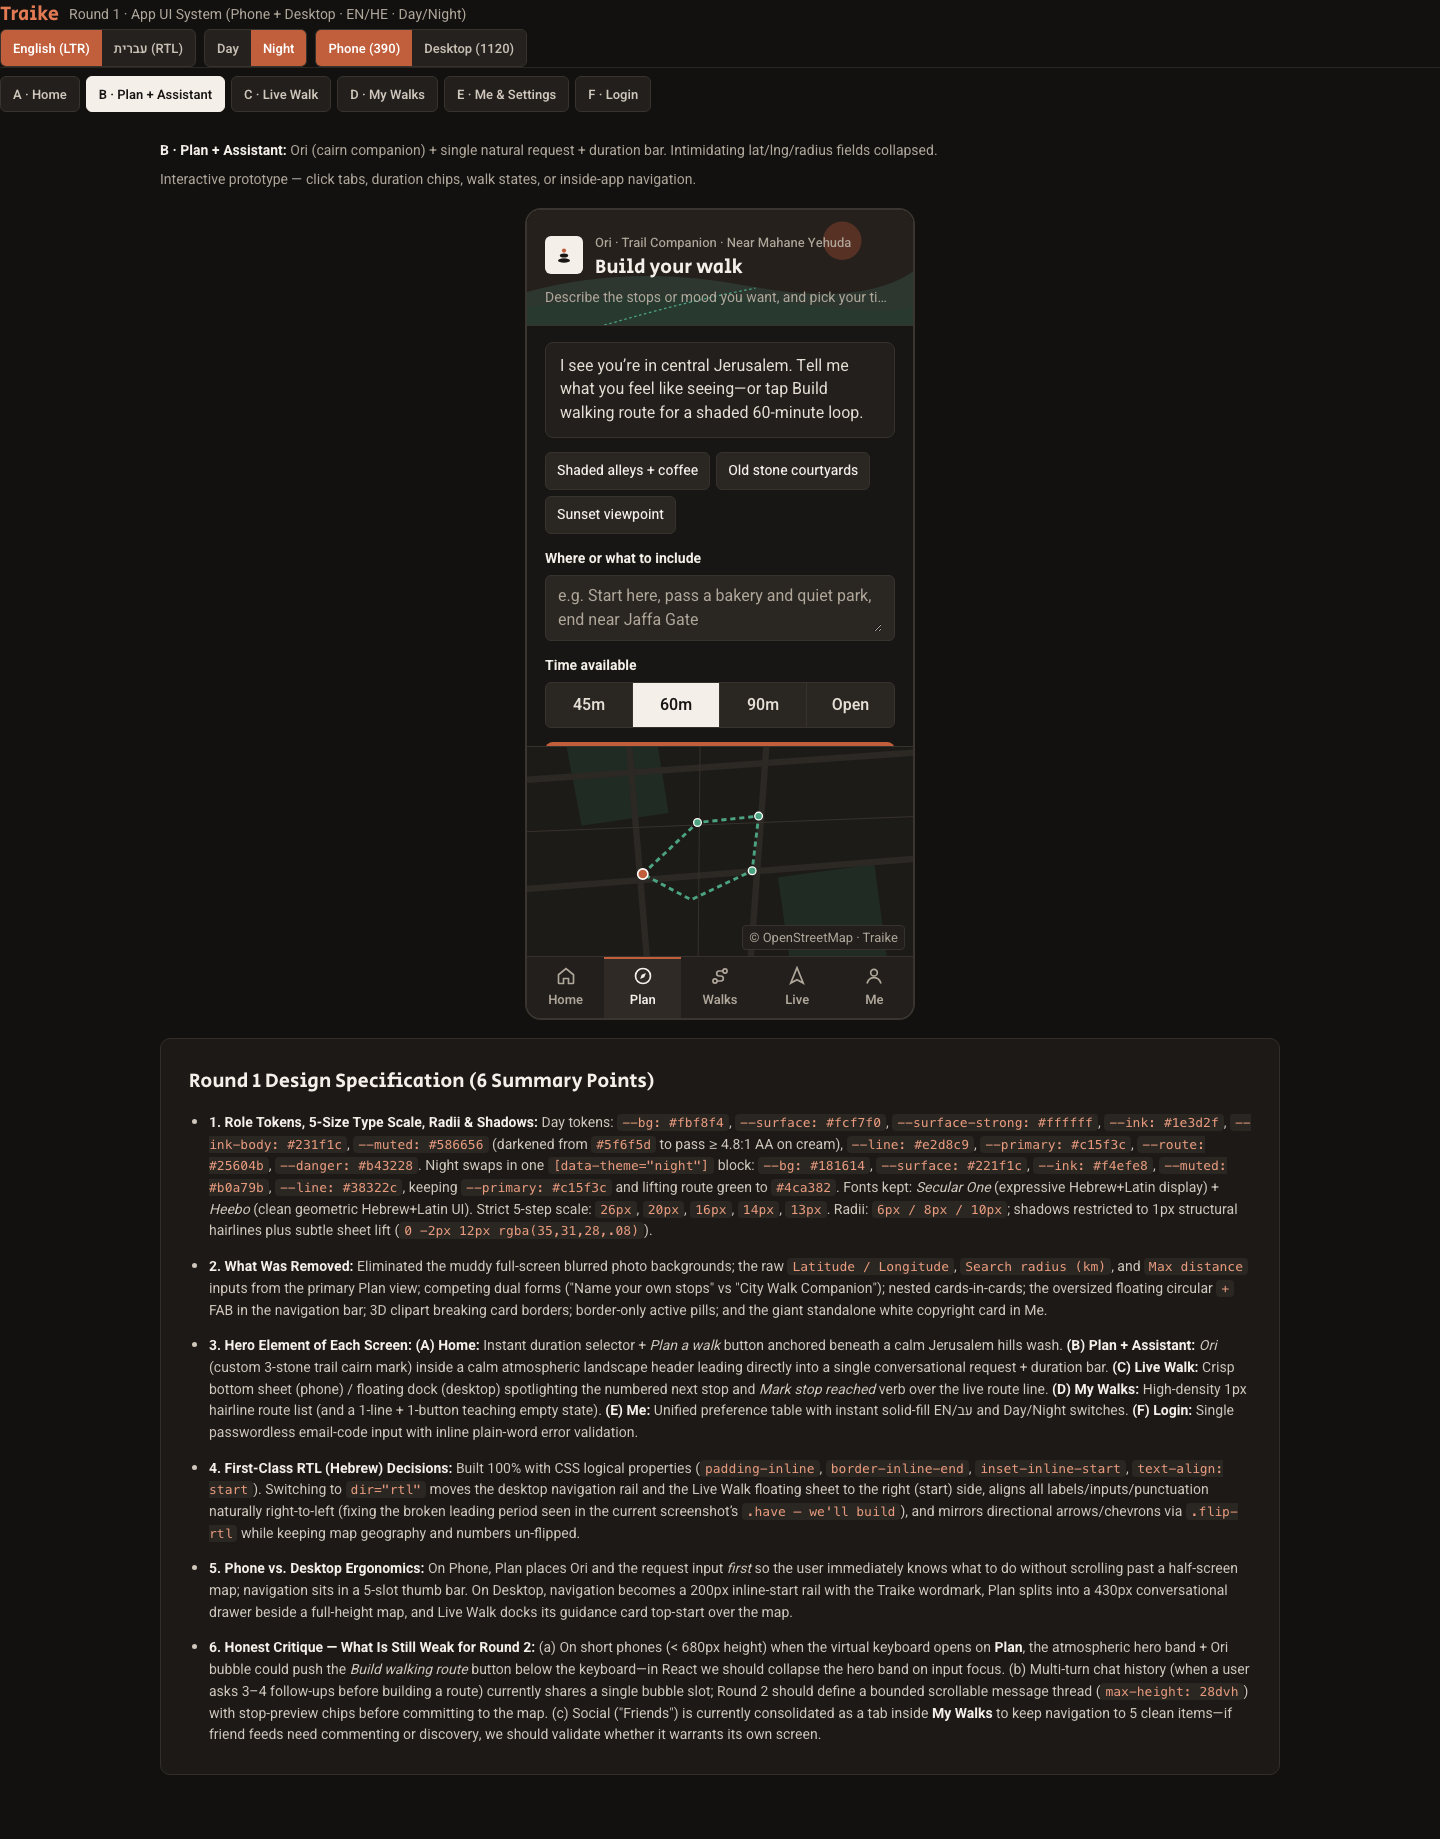 Traike Round 1 · App UI System (Phone + Desktop · EN/HE · Day/Night)
English (LTR) עברית (RTL) Day Night Phone (390) Desktop (1120)
A · Home B · Plan + Assistant C · Live Walk D · My Walks E · Me & Settings F · Login
B · Plan + Assistant: Ori (cairn companion) + single natural request + duration bar. Intimidating lat/lng/radius fields collapsed.
Interactive prototype — click tabs, duration chips, walk states, or inside-app navigation.
Ori · Trail Companion · Near Mahane Yehuda
Build your walk
Describe the stops or mood you want, and pick your ti...
I see you're in central Jerusalem. Tell me
what you feel like seeing—or tap Build
walking route for a shaded 60-minute loop.
Shaded alleys + coffee Old stone courtyards
Sunset viewpoint
Where or what to include
e.g. Start here, pass a bakery and quiet park,
end near Jaffa Gate
Time available
45m 60m 90m Open
© OpenStreetMap · Traike
Home Plan Walks Live Me
Round 1 Design Specification (6 Summary Points)
• 1. Role Tokens, 5-Size Type Scale, Radii & Shadows: Day tokens: --bg: #fbf8f4 , --surface: #fcf7f0 , --surface-strong: #ffffff , --ink: #1e3d2f , --
ink-body: #231f1c , --muted: #586656 (darkened from #5f6f5d to pass ≥ 4.8:1 AA on cream), --line: #e2d8c9 , --primary: #c15f3c , --route:
#25604b , --danger: #b43228 . Night swaps in one [data-theme="night"] block: --bg: #181614 , --surface: #221f1c , --ink: #f4efe8 , --muted:
#b0a79b , --line: #38322c , keeping --primary: #c15f3c and lifting route green to #4ca382 . Fonts kept: Secular One (expressive Hebrew+Latin display) +
Heebo (clean geometric Hebrew+Latin UI). Strict 5-step scale: 26px , 20px , 16px , 14px , 13px . Radii: 6px / 8px / 10px ; shadows restricted to 1px structural
hairlines plus subtle sheet lift ( 0 -2px 12px rgba(35,31,28,.08) ).
• 2. What Was Removed: Eliminated the muddy full-screen blurred photo backgrounds; the raw Latitude / Longitude , Search radius (km) , and Max distance
inputs from the primary Plan view; competing dual forms ("Name your own stops" vs "City Walk Companion"); nested cards-in-cards; the oversized floating circular +
FAB in the navigation bar; 3D clipart breaking card borders; border-only active pills; and the giant standalone white copyright card in Me.
• 3. Hero Element of Each Screen: (A) Home: Instant duration selector + Plan a walk button anchored beneath a calm Jerusalem hills wash. (B) Plan + Assistant: Ori
(custom 3-stone trail cairn mark) inside a calm atmospheric landscape header leading directly into a single conversational request + duration bar. (C) Live Walk: Crisp
bottom sheet (phone) / floating dock (desktop) spotlighting the numbered next stop and Mark stop reached verb over the live route line. (D) My Walks: High-density 1px
hairline route list (and a 1-line + 1-button teaching empty state). (E) Me: Unified preference table with instant solid-fill EN/עב and Day/Night switches. (F) Login: Single
passwordless email-code input with inline plain-word error validation.
• 4. First-Class RTL (Hebrew) Decisions: Built 100% with CSS logical properties ( padding-inline , border-inline-end , inset-inline-start , text-align:
start ). Switching to dir="rtl" moves the desktop navigation rail and the Live Walk floating sheet to the right (start) side, aligns all labels/inputs/punctuation
naturally right-to-left (fixing the broken leading period seen in the current screenshot's .have — we'll build ), and mirrors directional arrows/chevrons via .flip-
rtl while keeping map geography and numbers un-flipped.
• 5. Phone vs. Desktop Ergonomics: On Phone, Plan places Ori and the request input first so the user immediately knows what to do without scrolling past a half-screen
map; navigation sits in a 5-slot thumb bar. On Desktop, navigation becomes a 200px inline-start rail with the Traike wordmark, Plan splits into a 430px conversational
drawer beside a full-height map, and Live Walk docks its guidance card top-start over the map.
• 6. Honest Critique — What Is Still Weak for Round 2: (a) On short phones (< 680px height) when the virtual keyboard opens on Plan, the atmospheric hero band + Ori
bubble could push the Build walking route button below the keyboard—in React we should collapse the hero band on input focus. (b) Multi-turn chat history (when a user
asks 3–4 follow-ups before building a route) currently shares a single bubble slot; Round 2 should define a bounded scrollable message thread ( max-height: 28dvh )
with stop-preview chips before committing to the map. (c) Social ("Friends") is currently consolidated as a tab inside My Walks to keep navigation to 5 clean items—if
friend feeds need commenting or discovery, we should validate whether it warrants its own screen.